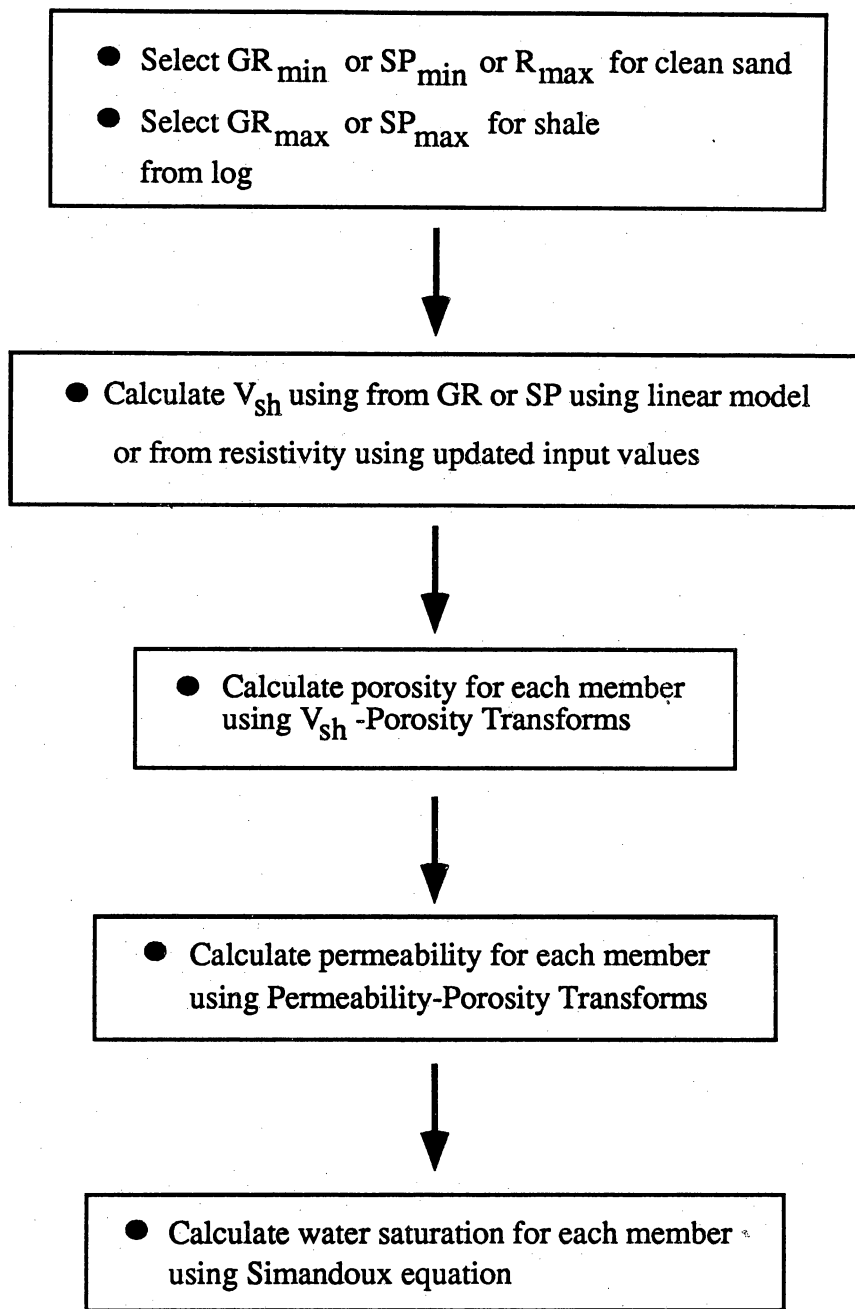 ● Select GRmin or SPmin or Rmax for clean sand
● Select GRmax or SPmax for shale
from log
● Calculate Vsh using from GR or SP using linear model
or from resistivity using updated input values
● Calculate porosity for each member
using Vsh -Porosity Transforms
● Calculate permeability for each member
using Permeability-Porosity Transforms
● Calculate water saturation for each member
using Simandoux equation